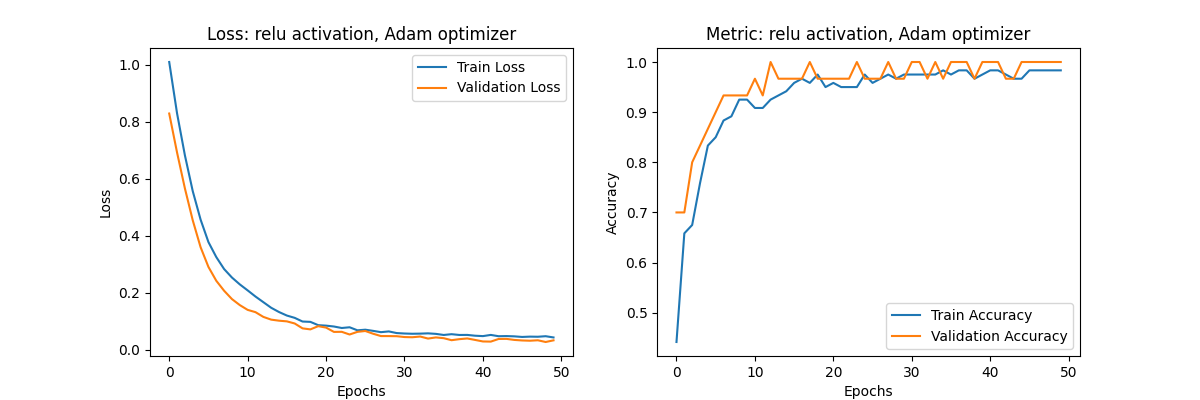 Loss: relu activation, Adam optimizer
Train Loss
Validation Loss
1.0
0.8
0.6
0.4
0.2
0.0
Loss
0 10 20 30 40 50
Epochs
Metric: relu activation, Adam optimizer
1.0
0.9
0.8
0.7
0.6
0.5
Accuracy
Train Accuracy
Validation Accuracy
0 10 20 30 40 50
Epochs